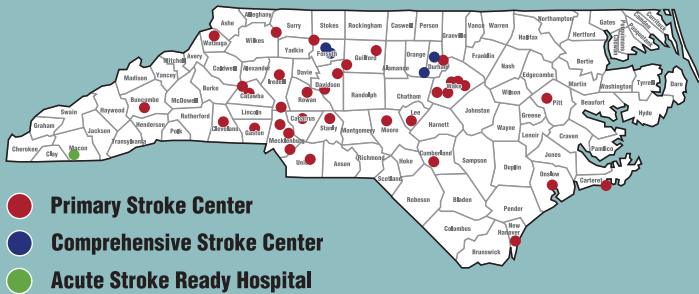 Alleghany
Ashe
Surry
Stokes
Rockingham
Caswell
Person
Vance
Warren
Northampton
Gates
Hertford
Halifax
Granville
Watauga
Wilkes
Yadkin
Forsyth
Guilford
Alamance
Orange
Durham
Franklin
Bertie
Mitchell
Avery
Caldwell
Alexander
Davie
Nash
Edgecombe
Martin
Washington
Tyrrell
Dare
Madison
Yancey
Burke
Iredell
Davidson
Randolph
Chatham
Wake
Wilson
Pitt
Beaufort
Hyde
Buncombe
McDowell
Catawba
Rowan
Haywood
Swain
Graham
Jackson
Henderson
Rutherford
Lincoln
Cabarrus
Lee
Johnston
Greene
Wayne
Lenoir
Craven
Pamlico
Cherokee
Clay
Macon
Transylvania
Polk
Cleveland
Gaston
Mecklenburg
Stanly
Montgomery
Moore
Harnett
Jones
Union
Anson
Richmond
Hoke
Cumberland
Sampson
Duplin
Onslow
Carteret
Scotland
Robeson
Bladen
Pender
Columbus
New
Hanover
Brunswick
Primary Stroke Center
Comprehensive Stroke Center
Acute Stroke Ready Hospital